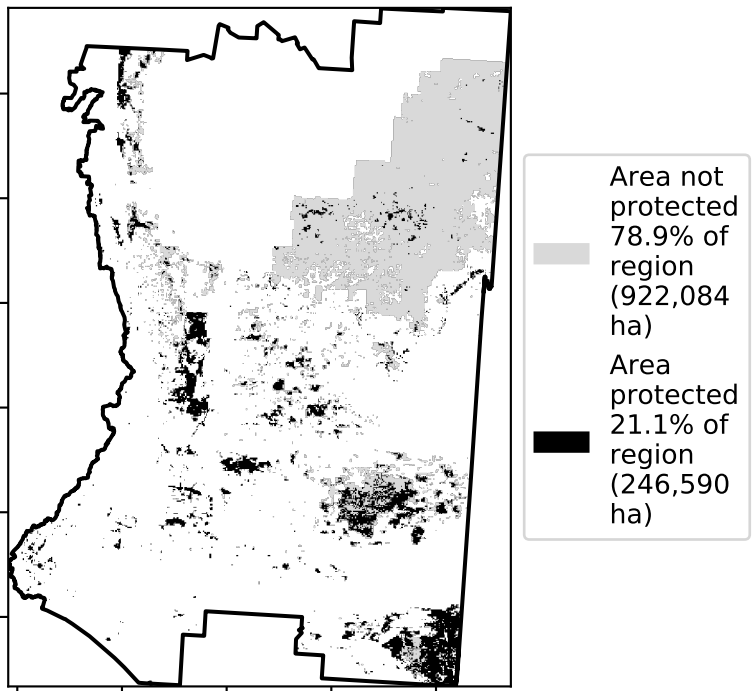 Area not
protected
78.9% of
region
(922,084
ha)
Area
protected
21.1% of
region
(246,590
ha)